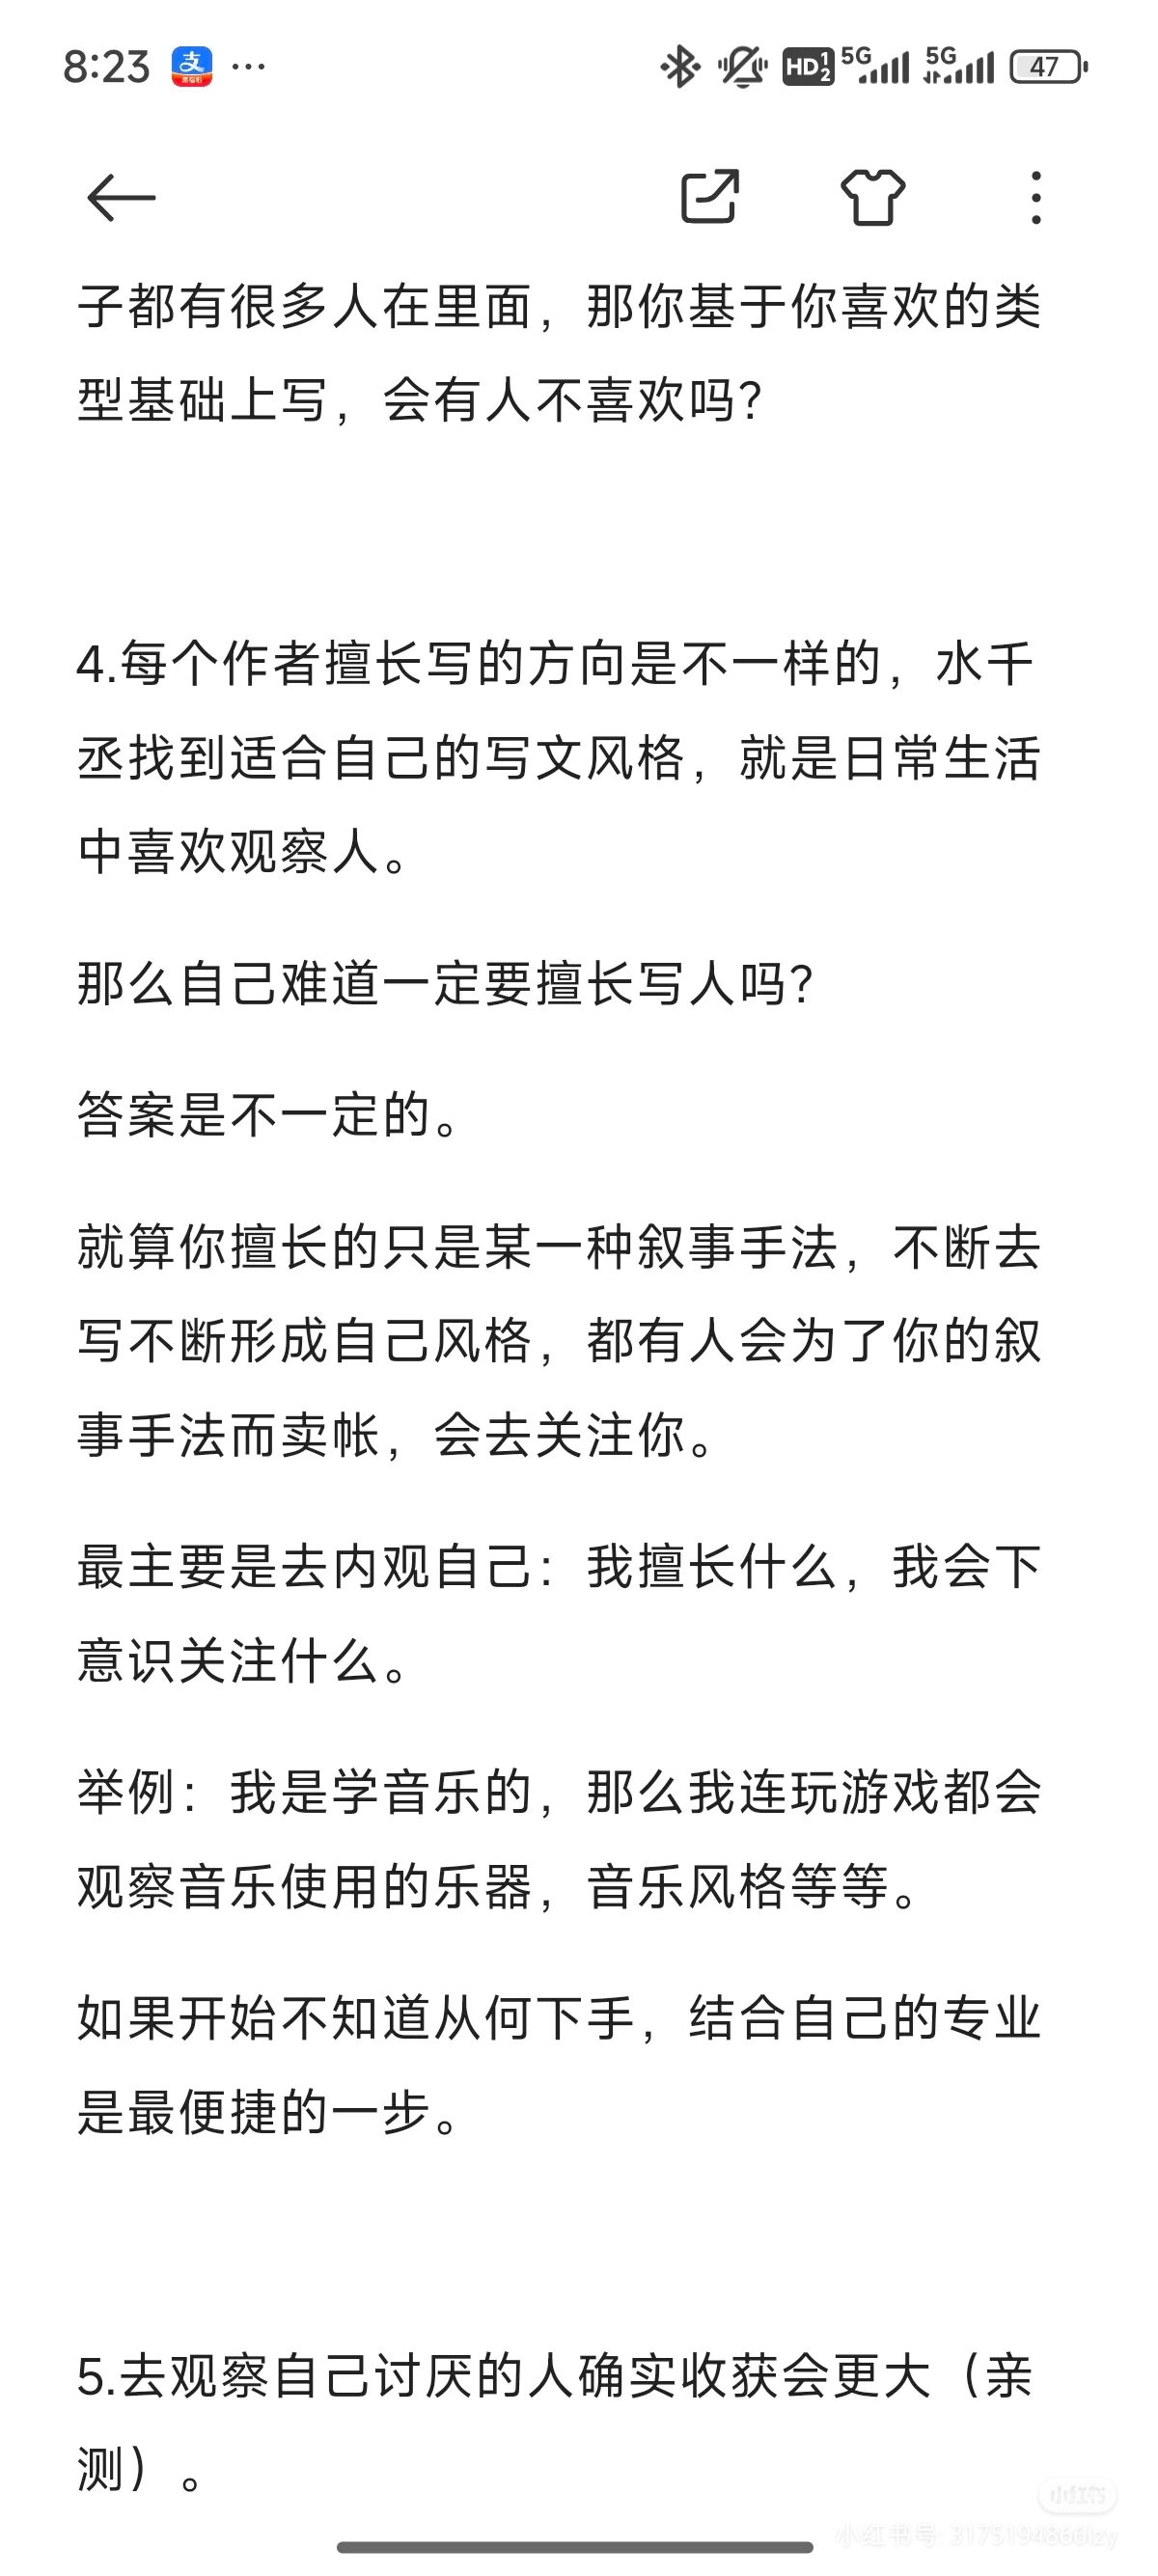 8:23 支 ... HD 1 2 5G 5G 47
子都有很多人在里面，那你基于你喜欢的类
型基础上写，会有人不喜欢吗？
4.每个作者擅长写的方向是不一样的，水千
丞找到适合自己的写文风格，就是日常生活
中喜欢观察人。
那么自己难道一定要擅长写人吗？
答案是不一定的。
就算你擅长的只是某一种叙事手法，不断去
写不断形成自己风格，都有人会为了你的叙
事手法而卖帐，会去关注你。
最主要是去内观自己：我擅长什么，我会下
意识关注什么。
举例：我是学音乐的，那么我连玩游戏都会
观察音乐使用的乐器，音乐风格等等。
如果开始不知道从何下手，结合自己的专业
是最便捷的一步。
5.去观察自己讨厌的人确实收获会更大（亲
测）。
小红书
小红书号: 3175194866lzy